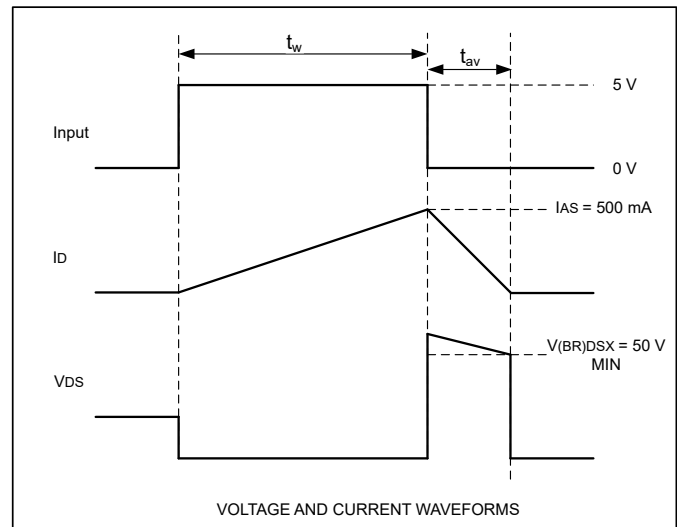 tw
tav
5 V
Input
0 V
IAS = 500 mA
ID
V(BR)DSX = 50 V
MIN
VDS
VOLTAGE AND CURRENT WAVEFORMS